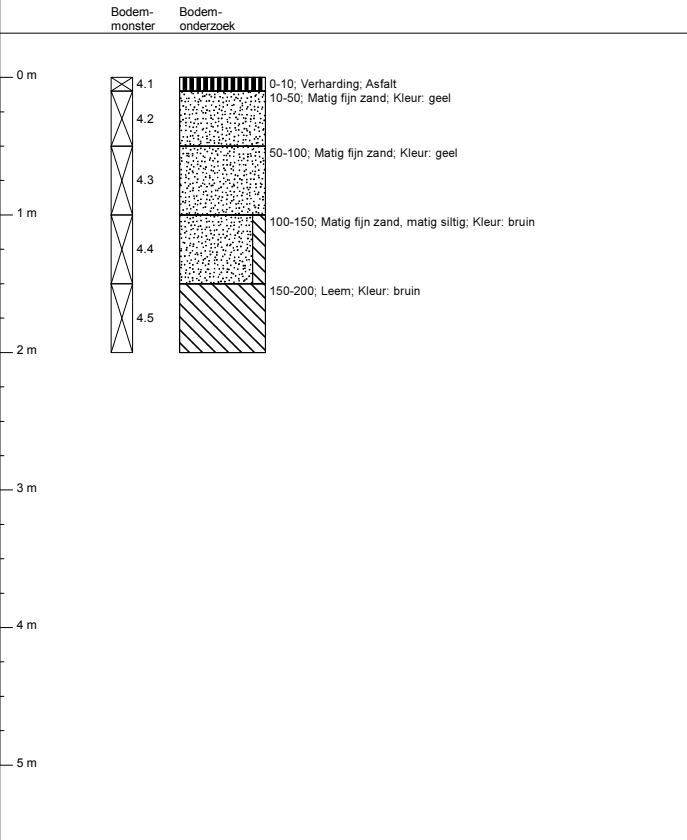 Bodem-
monster
Bodem-
onderzoek
0 m
4.1
0-10; Verharding; Asfalt
10-50; Matig fijn zand; Kleur: geel
4.2
50-100; Matig fijn zand; Kleur: geel
4.3
1 m
100-150; Matig fijn zand, matig siltig; Kleur: bruin
4.4
150-200; Leem; Kleur: bruin
4.5
2 m
3 m
4 m
5 m